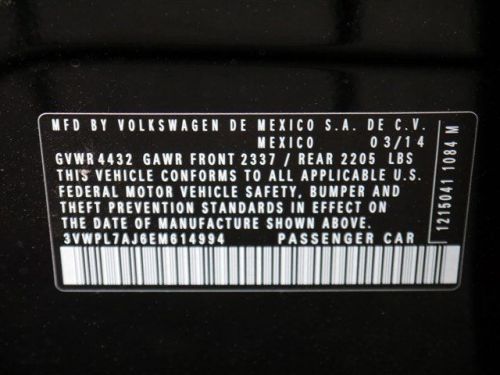 MFD BY VOLKSWAGEN DE MEXICO S.A. DE C.V.
MEXICO 03/14
GVWR 4432 GAWR FRONT 2337 / REAR 2205 LBS
THIS VEHICLE CONFORMS TO ALL APPLICABLE U.S.
FEDERAL MOTOR VEHICLE SAFETY, BUMPER AND
THEFT PREVENTION STANDARDS IN EFFECT ON
THE DATE OF MANUFACTURE SHOWN ABOVE.
3VWPL7AJ6EM614994 PASSENGER CAR
1215041 1084 M